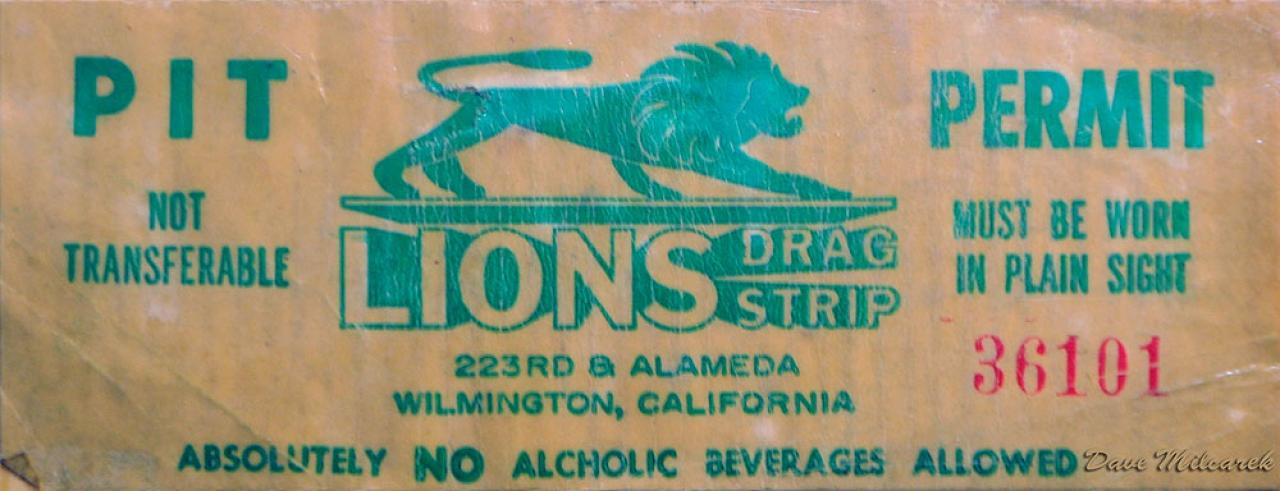 PIT
NOT
TRANSFERABLE
LIONS DRAG STRIP
223RD & ALAMEDA
WILMINGTON, CALIFORNIA
PERMIT
MUST BE WORN
IN PLAIN SIGHT
36101
ABSOLUTELY NO ALCHOLIC BEVERAGES ALLOWED
Dave Milcarek